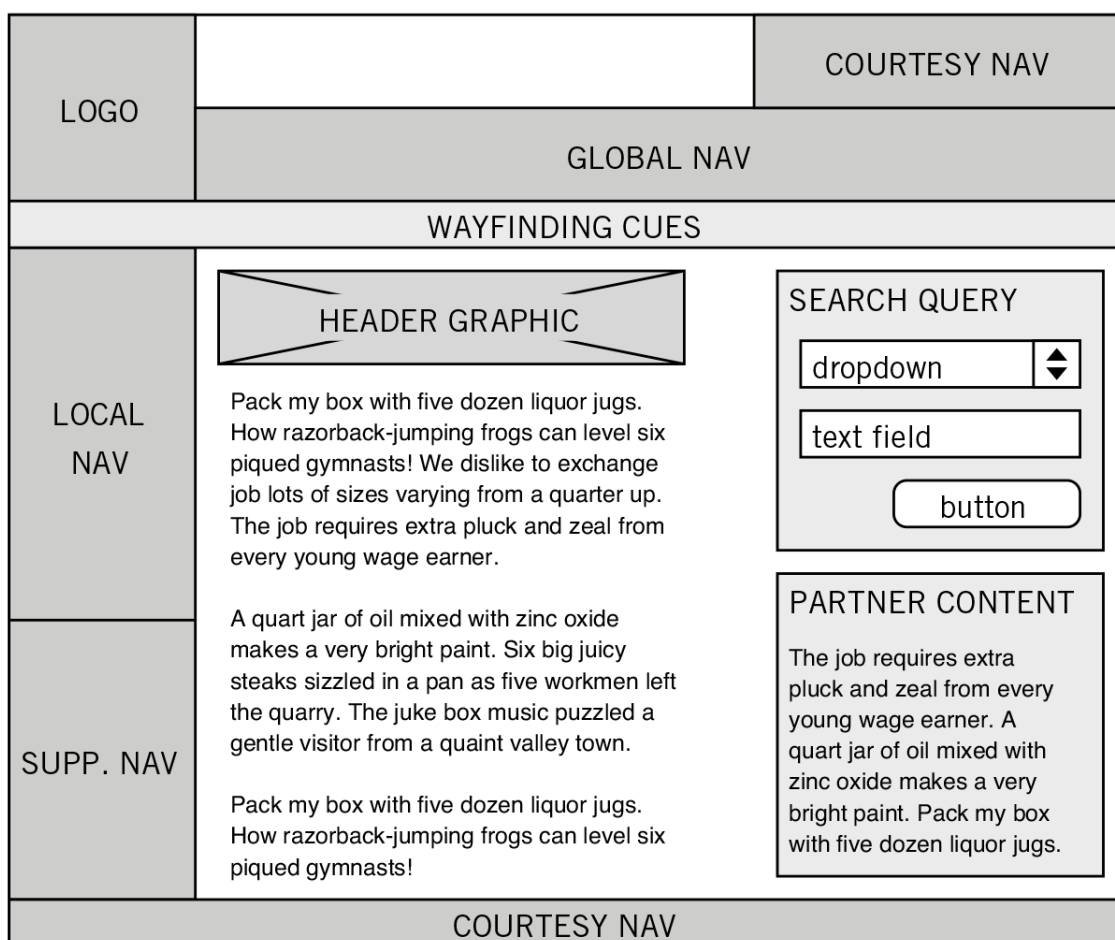 LOGO
COURTESY NAV
GLOBAL NAV
WAYFINDING CUES
LOCAL
NAV
SUPP. NAV
HEADER GRAPHIC
Pack my box with five dozen liquor jugs.
How razorback-jumping frogs can level six
piqued gymnasts! We dislike to exchange
job lots of sizes varying from a quarter up.
The job requires extra pluck and zeal from
every young wage earner.
A quart jar of oil mixed with zinc oxide
makes a very bright paint. Six big juicy
steaks sizzled in a pan as five workmen left
the quarry. The juke box music puzzled a
gentle visitor from a quaint valley town.
Pack my box with five dozen liquor jugs.
How razorback-jumping frogs can level six
piqued gymnasts!
SEARCH QUERY
dropdown
text field
button
PARTNER CONTENT
The job requires extra
pluck and zeal from every
young wage earner. A
quart jar of oil mixed with
zinc oxide makes a very
bright paint. Pack my box
with five dozen liquor jugs.
COURTESY NAV